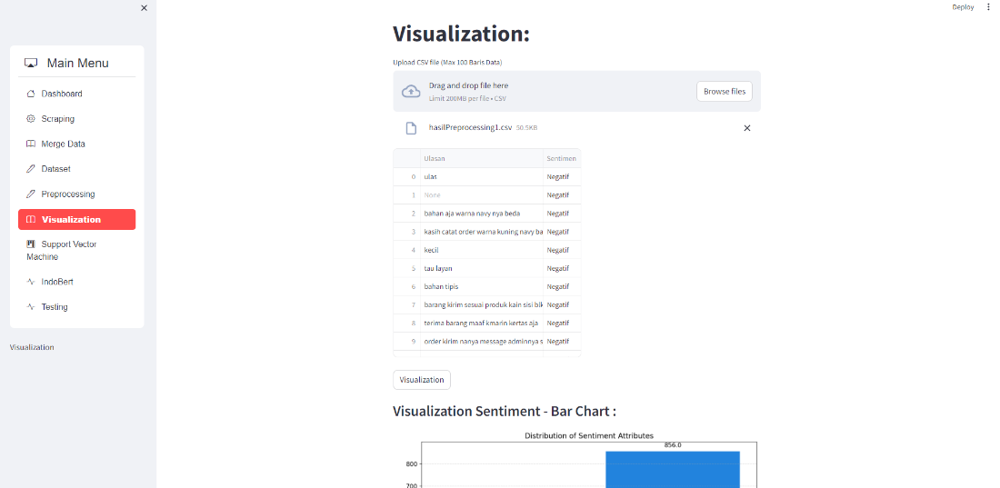 Deploy
Main Menu
Dashboard
Scraping
Merge Data
Dataset
Preprocessing
Visualization
Support Vector
Machine
IndoBert
Testing
Visualization
Visualization:
Upload CSV file (Max 100 Baris Data)
Drag and drop file here
Limit 200MB per file • CSV
Browse files
hasilPreprocessing1.csv 50.5KB
Ulasan Sentimen
0 ulas Negatif
1 None Negatif
2 bahan aja warna navy nya beda Negatif
3 kasih catat order warna kuning navy ba Negatif
4 kecil Negatif
5 tau layan Negatif
6 bahan tipis Negatif
7 barang kirim sesuai produk kain sisi blk Negatif
8 terima barang maaf kmarin kertas aja Negatif
9 order kirim nanya message adminnya s Negatif
Visualization
Visualization Sentiment - Bar Chart :
Distribution of Sentiment Attributes
856.0
800
700